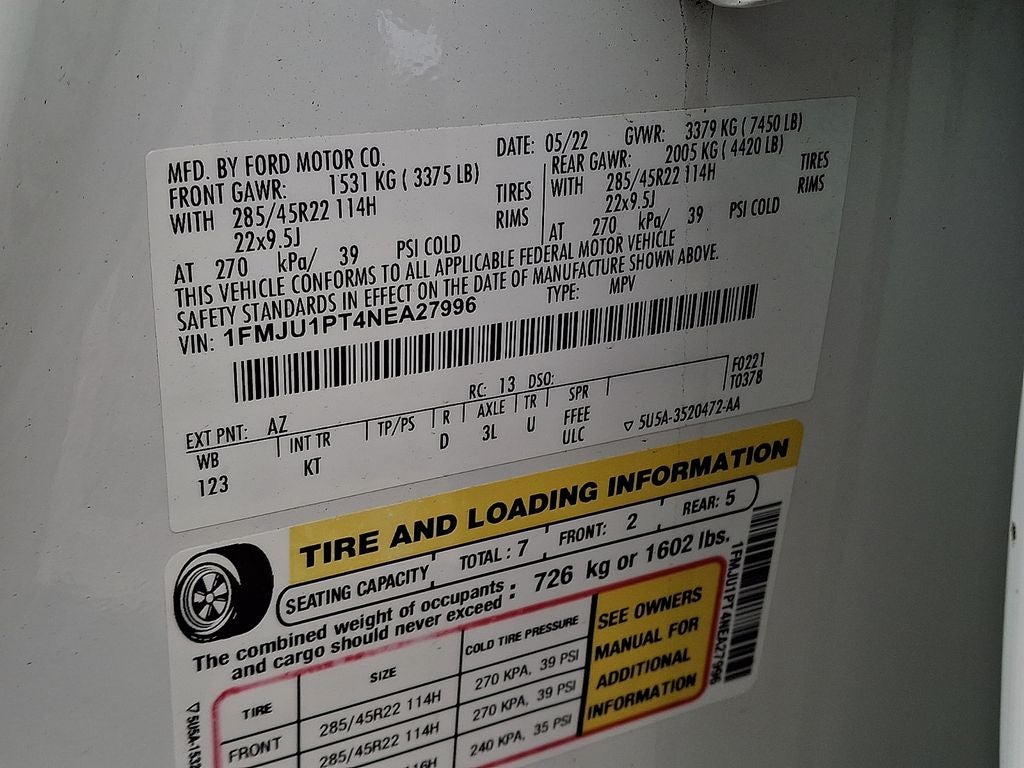 MFD. BY FORD MOTOR CO. DATE: 05/22 GVWR: 3379 KG ( 7450 LB)
FRONT GAWR: 1531 KG ( 3375 LB) REAR GAWR: 2005 KG ( 4420 LB)
WITH 285/45R22 114H TIRES WITH 285/45R22 114H TIRES
22x9.5J RIMS 22x9.5J RIMS
AT 270 kPa/ 39 PSI COLD AT 270 kPa/ 39 PSI COLD
THIS VEHICLE CONFORMS TO ALL APPLICABLE FEDERAL MOTOR VEHICLE
SAFETY STANDARDS IN EFFECT ON THE DATE OF MANUFACTURE SHOWN ABOVE.
VIN: 1FMJU1PT4NEA27996 TYPE: MPV
F0221
T0378
EXT PNT: AZ RC: 13 DSO:
WB INT TR TP/PS R AXLE TR SPR
123 KT D 3L U FFEE
ULC ▽ 5U5A-3520472-AA
TIRE AND LOADING INFORMATION
SEATING CAPACITY TOTAL : 7 FRONT: 2 REAR: 5
The combined weight of occupants
and cargo should never exceed : 726 kg or 1602 lbs.
TIRE SIZE COLD TIRE PRESSURE
FRONT 285/45R22 114H 270 KPA, 39 PSI
285/45R22 114H 270 KPA, 39 PSI
240 KPA, 35 PSI
SEE OWNERS
MANUAL FOR
ADDITIONAL
INFORMATION
1FMJU1PT4NEA27996